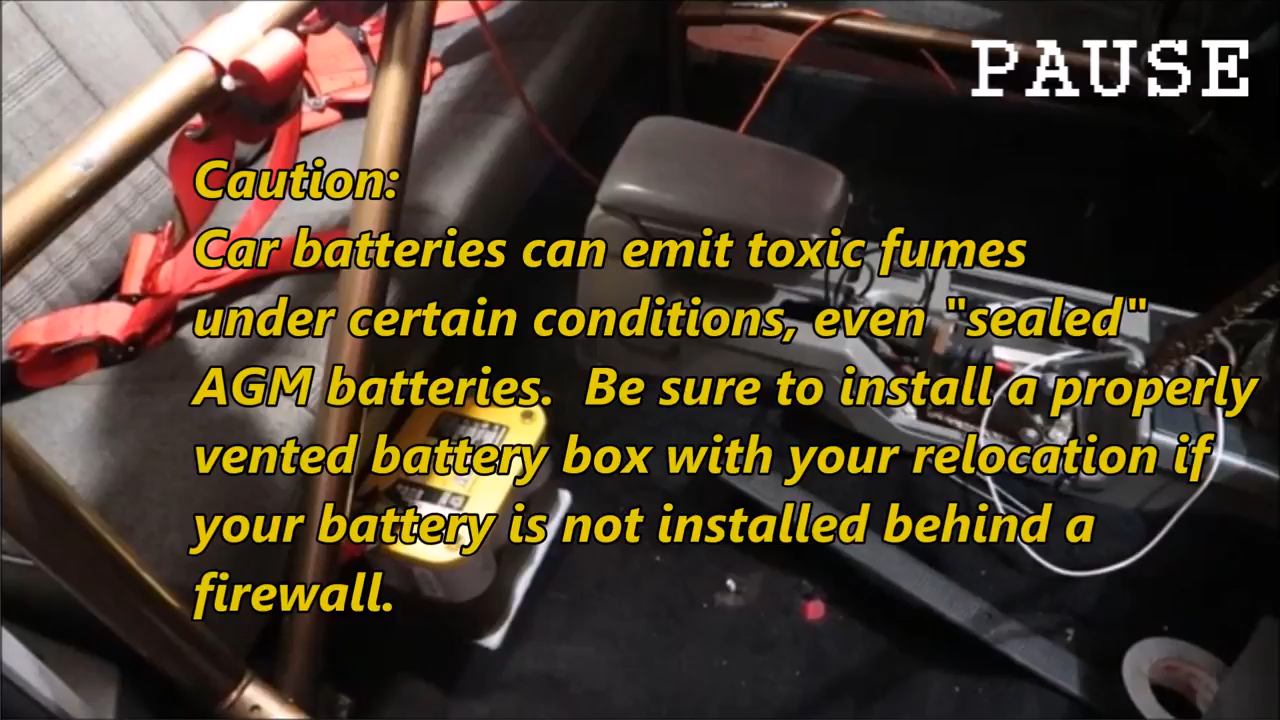 PAUSE
Caution:
Car batteries can emit toxic fumes
under certain conditions, even "sealed"
AGM batteries.  Be sure to install a properly
vented battery box with your relocation if
your battery is not installed behind a
firewall.